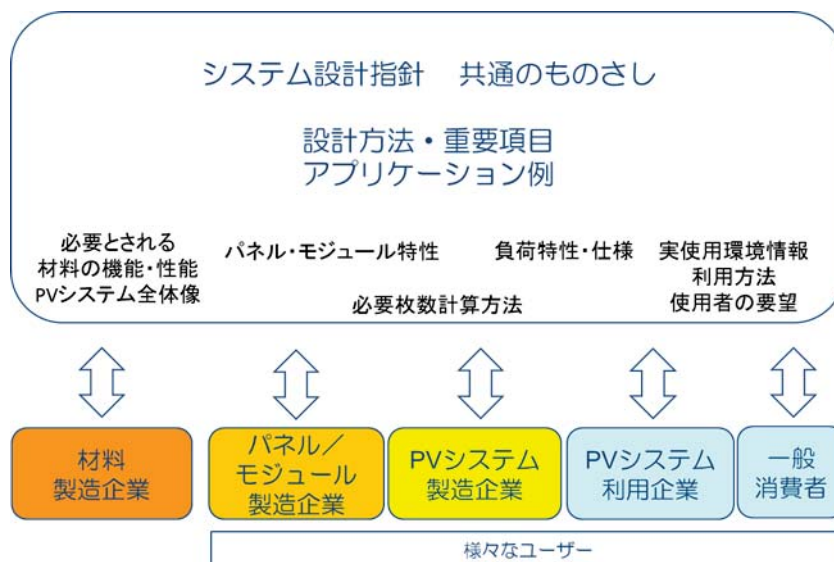 システム設計指針　共通のものさし
設計方法・重要項目
アプリケーション例
必要とされる
材料の機能・性能
PVシステム全体像
パネル・モジュール特性
負荷特性・仕様
必要枚数計算方法
実使用環境情報
利用方法
使用者の要望
材料
製造企業
パネル／
モジュール
製造企業
PVシステム
製造企業
PVシステム
利用企業
一般
消費者
様々なユーザー